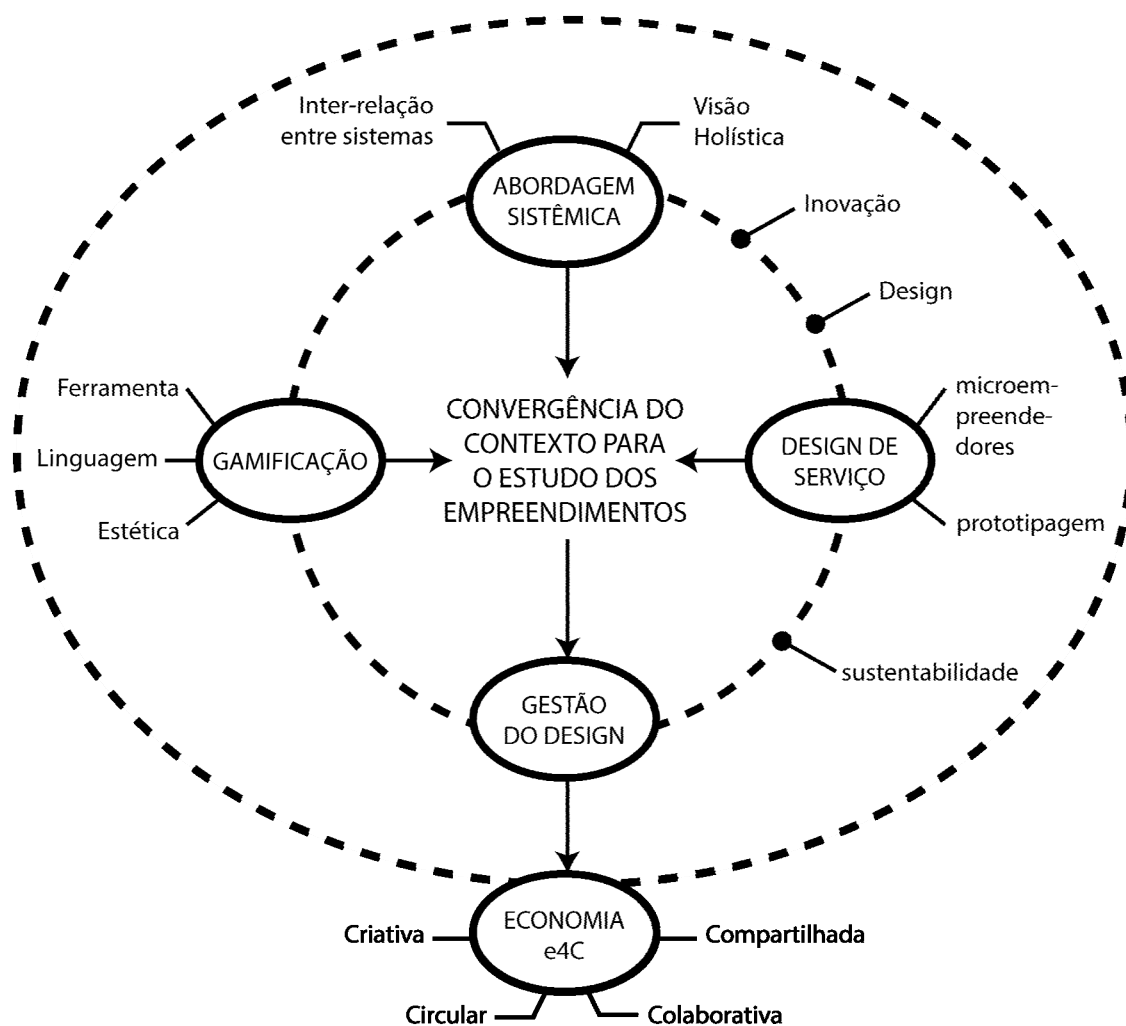 Inter-relação
entre sistemas
Visão
Holística
ABORDAGEM
SISTÊMICA
Inovação
Design
Ferramenta
Linguagem
Estética
GAMIFICAÇÃO
CONVERGÊNCIA DO
CONTEXTO PARA
O ESTUDO DOS
EMPREENDIMENTOS
DESIGN DE
SERVIÇO
microem-
preende-
dores
prototipagem
sustentabilidade
GESTÃO
DO DESIGN
ECONOMIA
e4C
Criativa
Compartilhada
Circular
Colaborativa